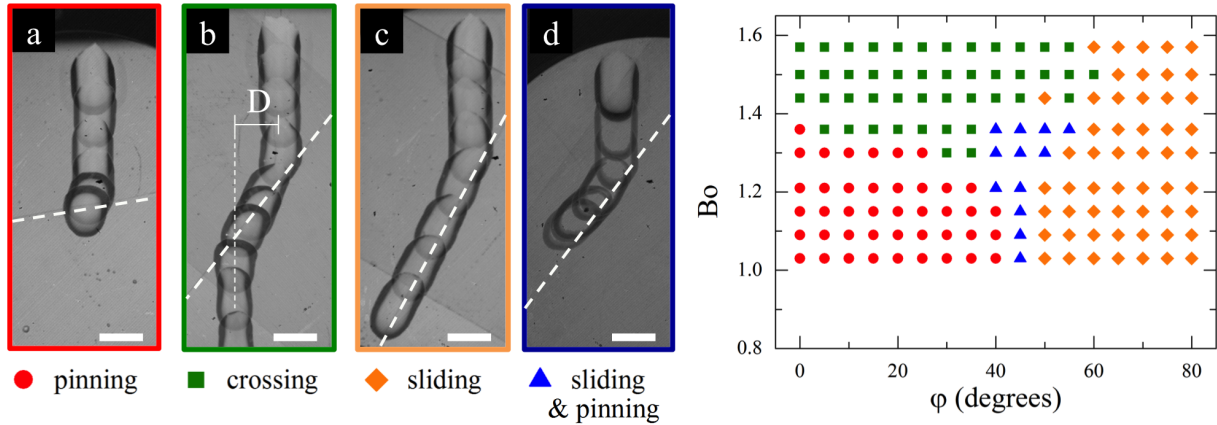 a
b
c
d
D
pinning
crossing
sliding
sliding
& pinning
Bo
1.6
1.4
1.2
1.0
0.8
0
20
40
60
80
φ (degrees)